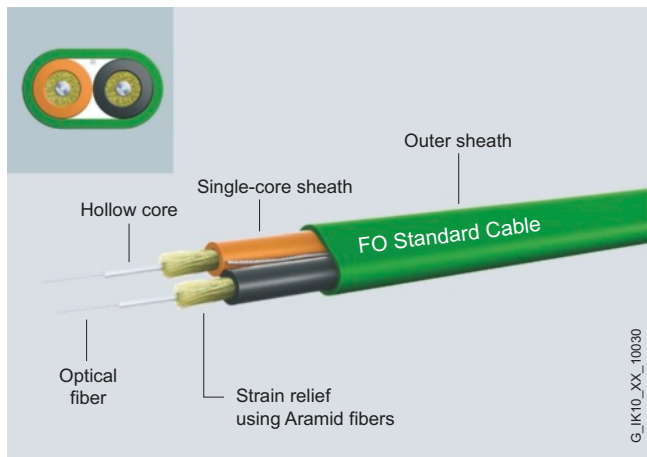 Outer sheath
Single-core sheath
Hollow core
FO Standard Cable
Optical
fiber
Strain relief
using Aramid fibers
G_IK10_XX_10030